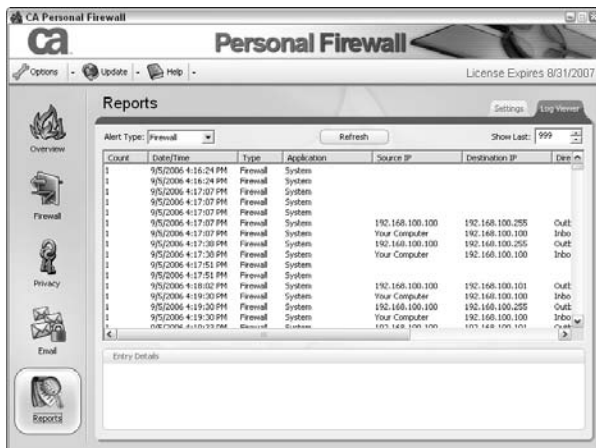 CA Personal Firewall
ca
Personal Firewall
Options Update Help License Expires 8/31/2007
Reports
Settings Log Viewer
Overview
Firewall
Privacy
Email
Reports
Alert Type: Firewall Refresh Show Last: 999
Count Date/Time Type Application Source IP Destination IP Dire
1 9/5/2006 4:16:24 PM Firewall System
1 9/5/2006 4:16:24 PM Firewall System
1 9/5/2006 4:17:07 PM Firewall System
1 9/5/2006 4:17:07 PM Firewall System
1 9/5/2006 4:17:07 PM Firewall System
1 9/5/2006 4:17:07 PM Firewall System 192.168.100.100 192.168.100.255 Outb
1 9/5/2006 4:17:07 PM Firewall System Your Computer 192.168.100.100 Inbo
1 9/5/2006 4:17:38 PM Firewall System 192.168.100.100 192.168.100.255 Outb
1 9/5/2006 4:17:38 PM Firewall System Your Computer 192.168.100.100 Inbo
1 9/5/2006 4:17:51 PM Firewall System
1 9/5/2006 4:17:51 PM Firewall System
1 9/5/2006 4:18:02 PM Firewall System 192.168.100.100 192.168.100.101 Outb
1 9/5/2006 4:19:30 PM Firewall System Your Computer 192.168.100.100 Inbo
1 9/5/2006 4:19:30 PM Firewall System 192.168.100.100 192.168.100.255 Outb
1 9/5/2006 4:19:30 PM Firewall System Your Computer 192.168.100.100 Inbo
Entry Details